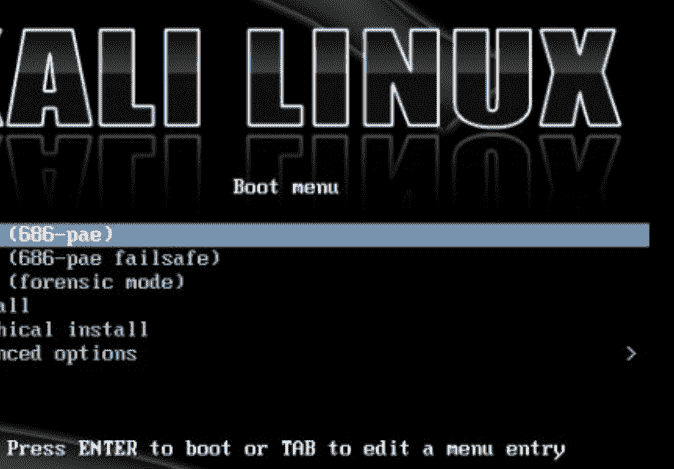 KALI LINUX
Boot menu
(686-pae)
(686-pae failsafe)
(forensic mode)
all
hical install
nced options
>
Press ENTER to boot or TAB to edit a menu entry